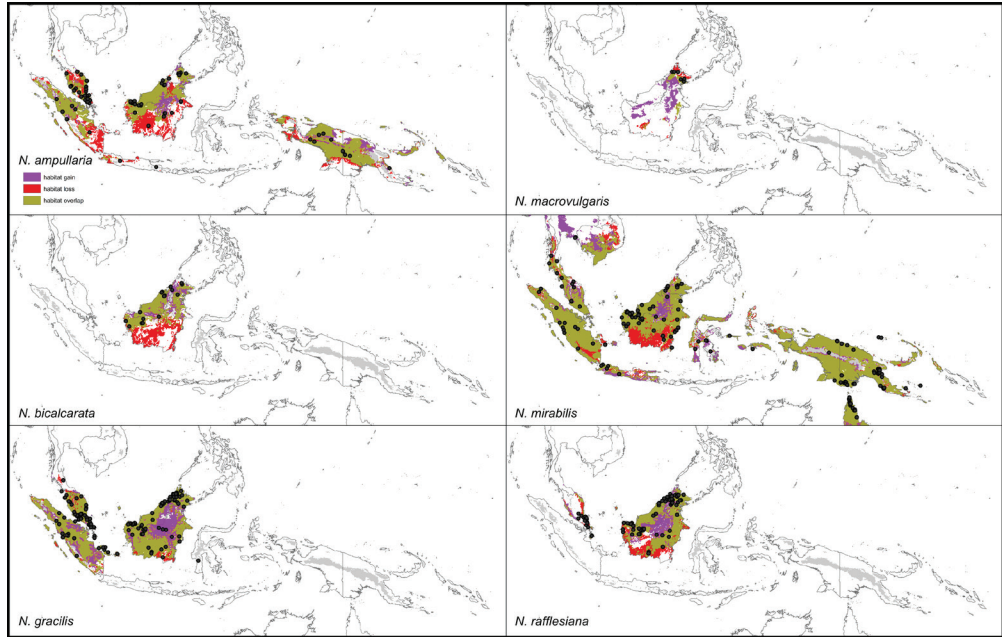 N. ampullaria
habitat gain
habitat loss
habitat overlap
N. macrovulgaris
N. bicalcarata
N. mirabilis
N. gracilis
N. rafflesiana